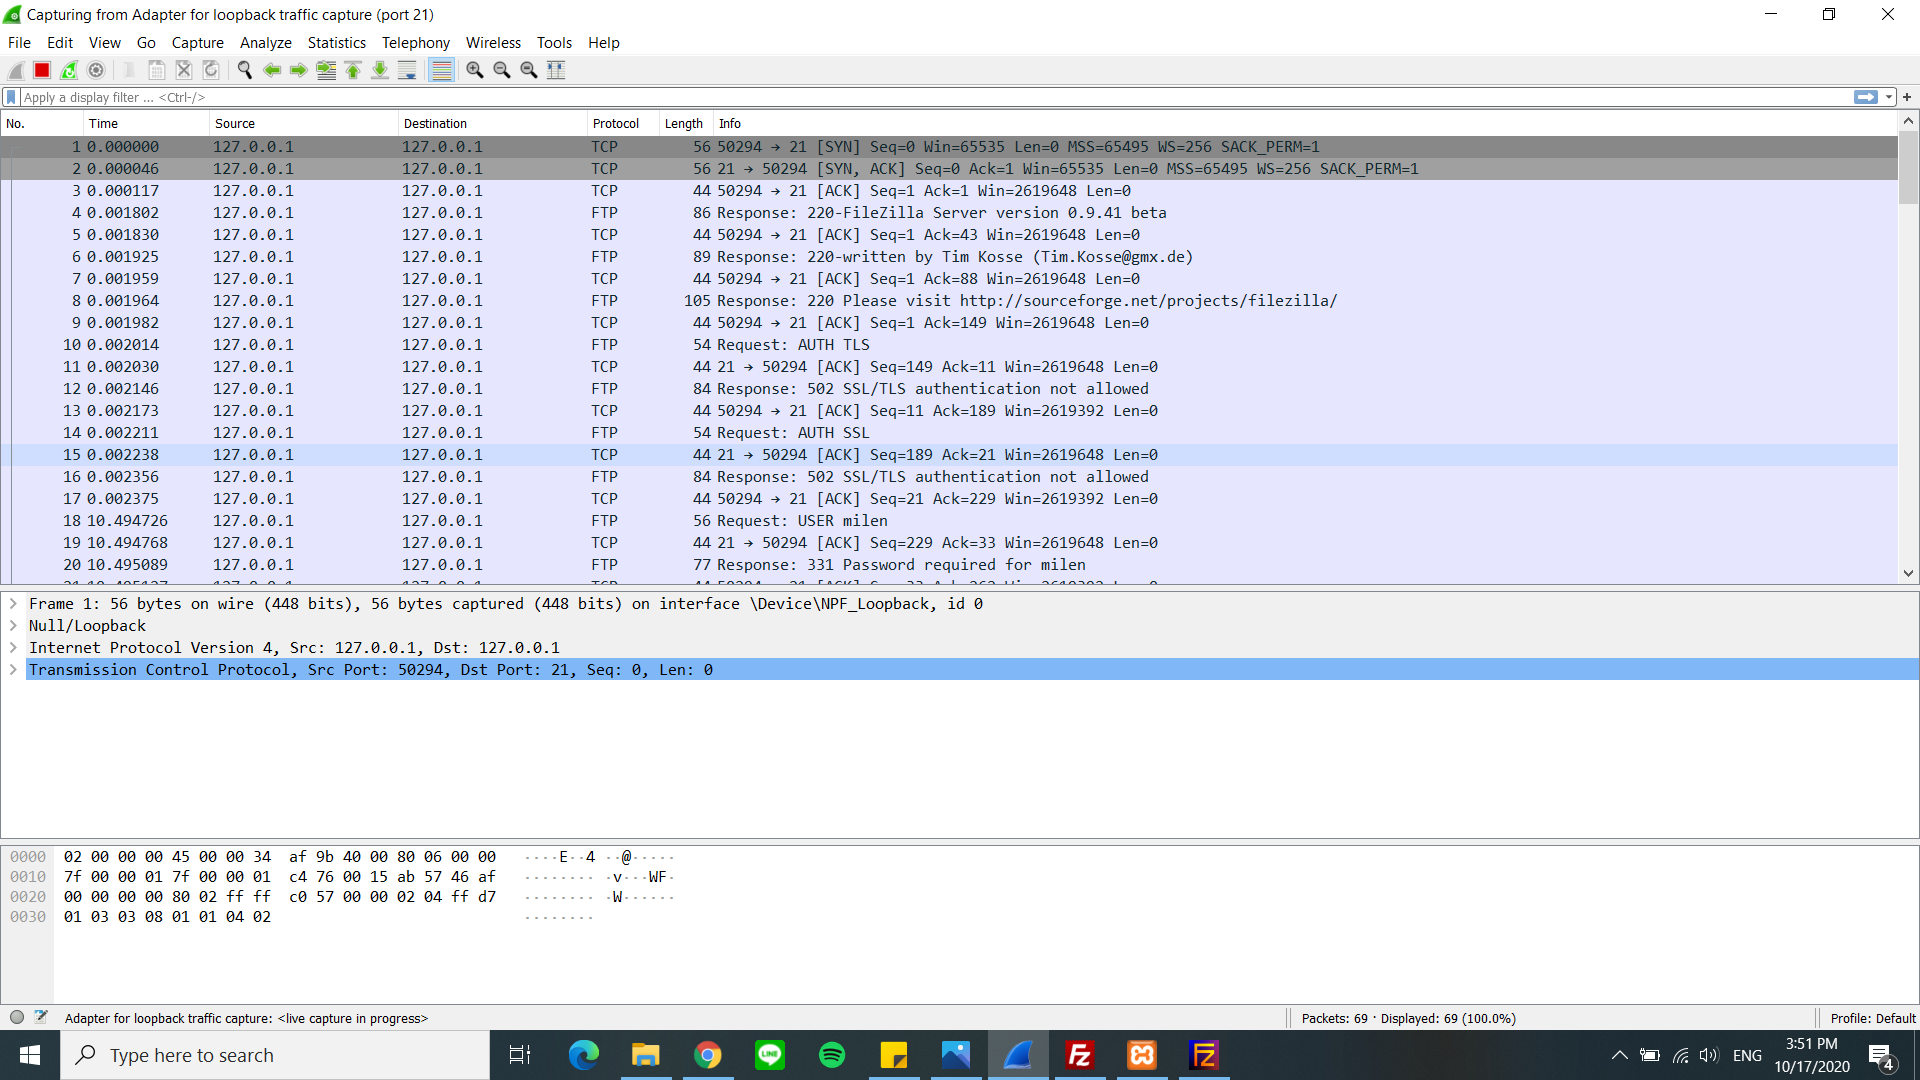 Capturing from Adapter for loopback traffic capture (port 21)
File Edit View Go Capture Analyze Statistics Telephony Wireless Tools Help
Apply a display filter ... <Ctrl-/>
No. Time Source Destination Protocol Length Info
1 0.000000 127.0.0.1 127.0.0.1 TCP 56 50294 → 21 [SYN] Seq=0 Win=65535 Len=0 MSS=65495 WS=256 SACK_PERM=1
2 0.000046 127.0.0.1 127.0.0.1 TCP 56 21 → 50294 [SYN, ACK] Seq=0 Ack=1 Win=65535 Len=0 MSS=65495 WS=256 SACK_PERM=1
3 0.000117 127.0.0.1 127.0.0.1 TCP 44 50294 → 21 [ACK] Seq=1 Ack=1 Win=2619648 Len=0
4 0.001802 127.0.0.1 127.0.0.1 FTP 86 Response: 220-FileZilla Server version 0.9.41 beta
5 0.001830 127.0.0.1 127.0.0.1 TCP 44 50294 → 21 [ACK] Seq=1 Ack=43 Win=2619648 Len=0
6 0.001925 127.0.0.1 127.0.0.1 FTP 89 Response: 220-written by Tim Kosse (Tim.Kosse@gmx.de)
7 0.001959 127.0.0.1 127.0.0.1 TCP 44 50294 → 21 [ACK] Seq=1 Ack=88 Win=2619648 Len=0
8 0.001964 127.0.0.1 127.0.0.1 FTP 105 Response: 220 Please visit http://sourceforge.net/projects/filezilla/
9 0.001982 127.0.0.1 127.0.0.1 TCP 44 50294 → 21 [ACK] Seq=1 Ack=149 Win=2619648 Len=0
10 0.002014 127.0.0.1 127.0.0.1 FTP 54 Request: AUTH TLS
11 0.002030 127.0.0.1 127.0.0.1 TCP 44 21 → 50294 [ACK] Seq=149 Ack=11 Win=2619648 Len=0
12 0.002146 127.0.0.1 127.0.0.1 FTP 84 Response: 502 SSL/TLS authentication not allowed
13 0.002173 127.0.0.1 127.0.0.1 TCP 44 50294 → 21 [ACK] Seq=11 Ack=189 Win=2619392 Len=0
14 0.002211 127.0.0.1 127.0.0.1 FTP 54 Request: AUTH SSL
15 0.002238 127.0.0.1 127.0.0.1 TCP 44 21 → 50294 [ACK] Seq=189 Ack=21 Win=2619648 Len=0
16 0.002356 127.0.0.1 127.0.0.1 FTP 84 Response: 502 SSL/TLS authentication not allowed
17 0.002375 127.0.0.1 127.0.0.1 TCP 44 50294 → 21 [ACK] Seq=21 Ack=229 Win=2619392 Len=0
18 10.494726 127.0.0.1 127.0.0.1 FTP 56 Request: USER milen
19 10.494768 127.0.0.1 127.0.0.1 TCP 44 21 → 50294 [ACK] Seq=229 Ack=33 Win=2619648 Len=0
20 10.495089 127.0.0.1 127.0.0.1 FTP 77 Response: 331 Password required for milen
Frame 1: 56 bytes on wire (448 bits), 56 bytes captured (448 bits) on interface \Device\NPF_Loopback, id 0
Null/Loopback
Internet Protocol Version 4, Src: 127.0.0.1, Dst: 127.0.0.1
Transmission Control Protocol, Src Port: 50294, Dst Port: 21, Seq: 0, Len: 0
0000 02 00 00 00 45 00 00 34 af 9b 40 00 80 06 00 00 ····E··4 ··@·····
0010 7f 00 00 01 7f 00 00 01 c4 76 00 15 ab 57 46 af ········ ·v···WF·
0020 00 00 00 00 80 02 ff ff c0 57 00 00 02 04 ff d7 ········ ·W······
0030 01 03 03 08 01 01 04 02 ········
Adapter for loopback traffic capture: <live capture in progress> Packets: 69 · Displayed: 69 (100.0%) Profile: Default
Type here to search LINE Fz FZ ENG 3:51 PM
10/17/2020 4